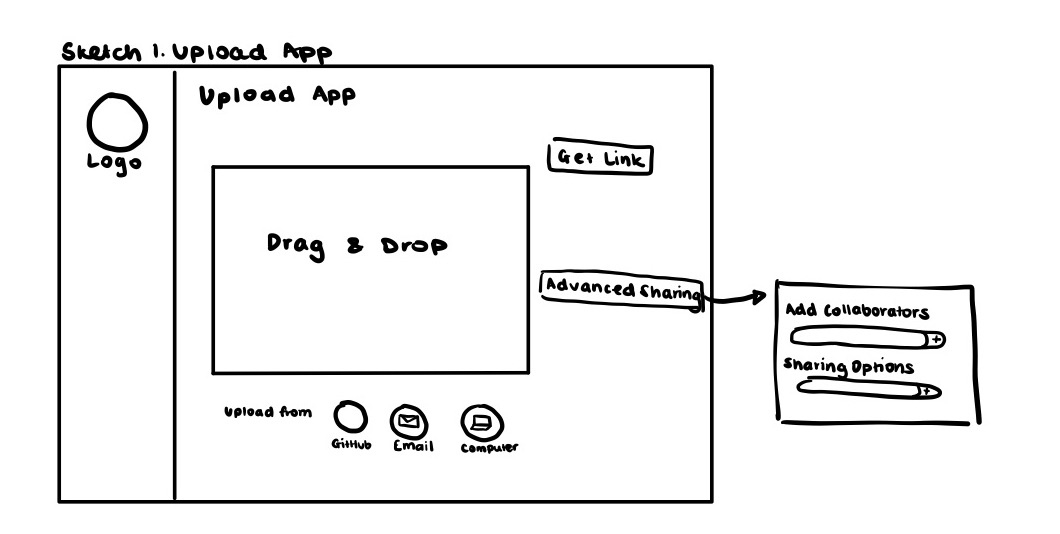 Sketch 1. Upload App
Upload App
Logo
Get Link
Drag & Drop
Advanced Sharing
Add Collaborators
+
Sharing Options
+
Upload from
GitHub
Email
Computer